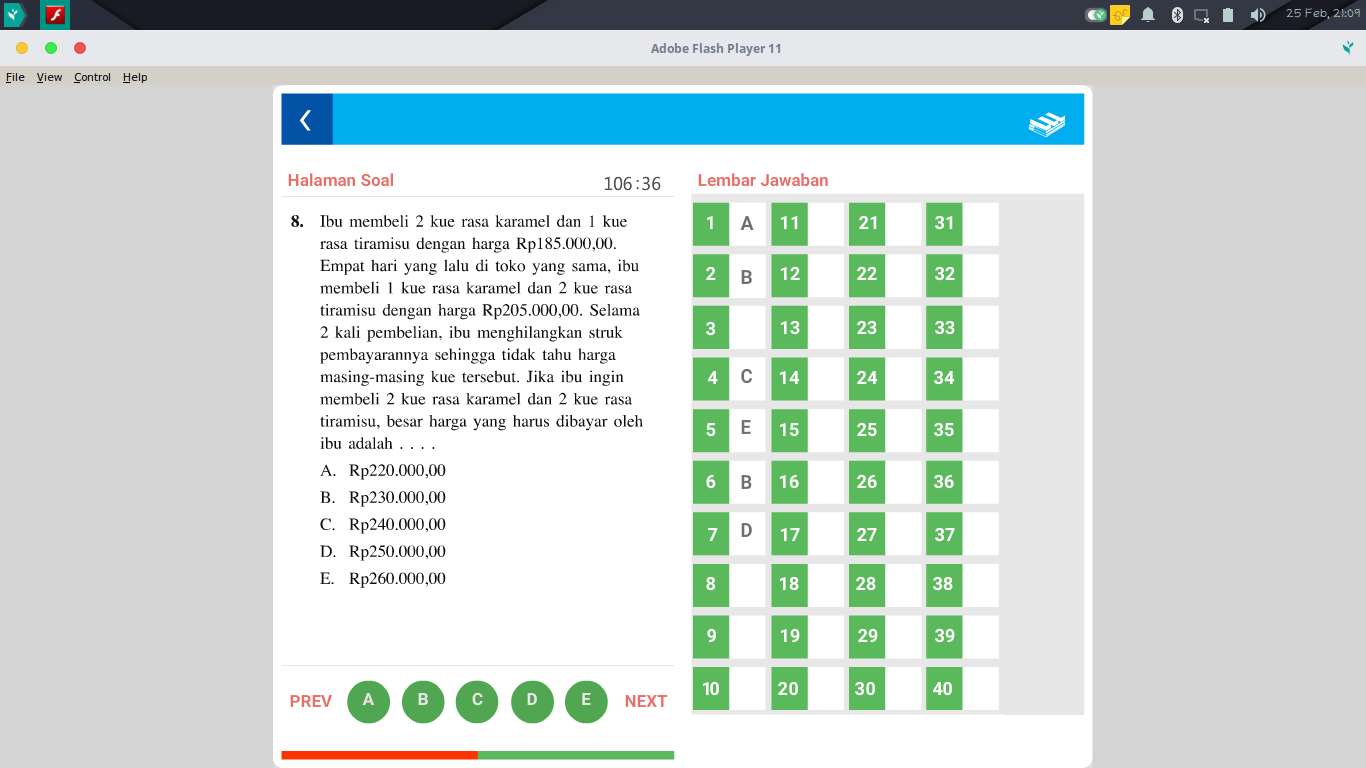 25 Feb, 21:09
Adobe Flash Player 11
File View Control Help
Halaman Soal
106:36
Lembar Jawaban
8. Ibu membeli 2 kue rasa karamel dan 1 kue
rasa tiramisu dengan harga Rp185.000,00.
Empat hari yang lalu di toko yang sama, ibu
membeli 1 kue rasa karamel dan 2 kue rasa
tiramisu dengan harga Rp205.000,00. Selama
2 kali pembelian, ibu menghilangkan struk
pembayarannya sehingga tidak tahu harga
masing-masing kue tersebut. Jika ibu ingin
membeli 2 kue rasa karamel dan 2 kue rasa
tiramisu, besar harga yang harus dibayar oleh
ibu adalah . . . .
A. Rp220.000,00
B. Rp230.000,00
C. Rp240.000,00
D. Rp250.000,00
E. Rp260.000,00
PREV A B C D E NEXT
1 A 11 21 31
2 B 12 22 32
3 13 23 33
4 C 14 24 34
5 E 15 25 35
6 B 16 26 36
7 D 17 27 37
8 18 28 38
9 19 29 39
10 20 30 40